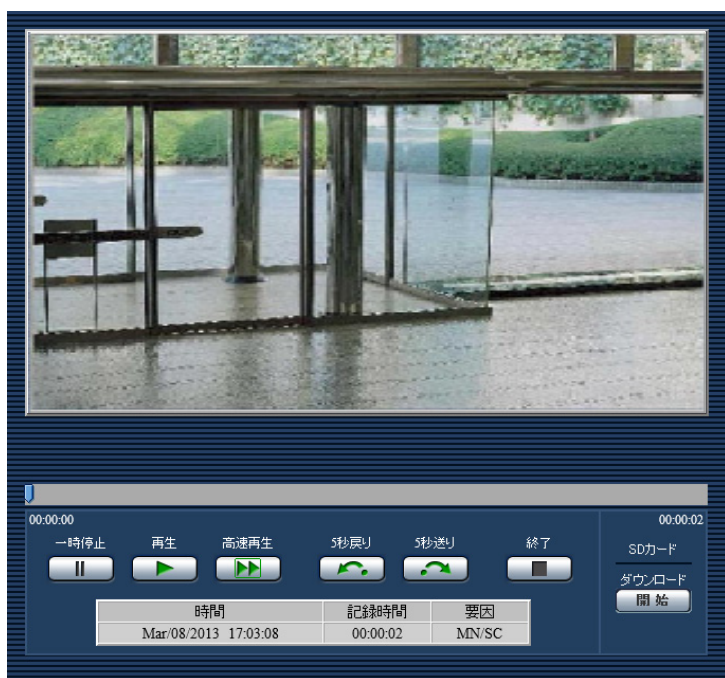 00:00:00
00:00:02
一時停止 再生 高速再生 5秒戻り 5秒送り 終了
SDカード
ダウンロード
開始
時間 記録時間 要因
Mar/08/2013 17:03:08 00:00:02 MN/SC